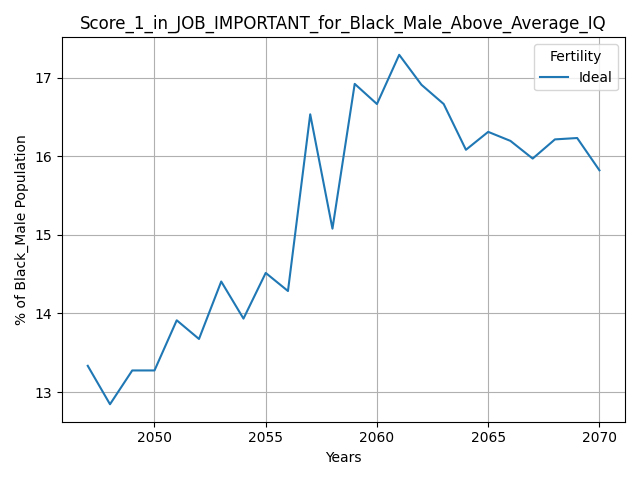 Score_1_in_JOB_IMPORTANT_for_Black_Male_Above_Average_IQ
Fertility
Ideal
% of Black_Male Population
17
16
15
14
13
2050 2055 2060 2065 2070
Years